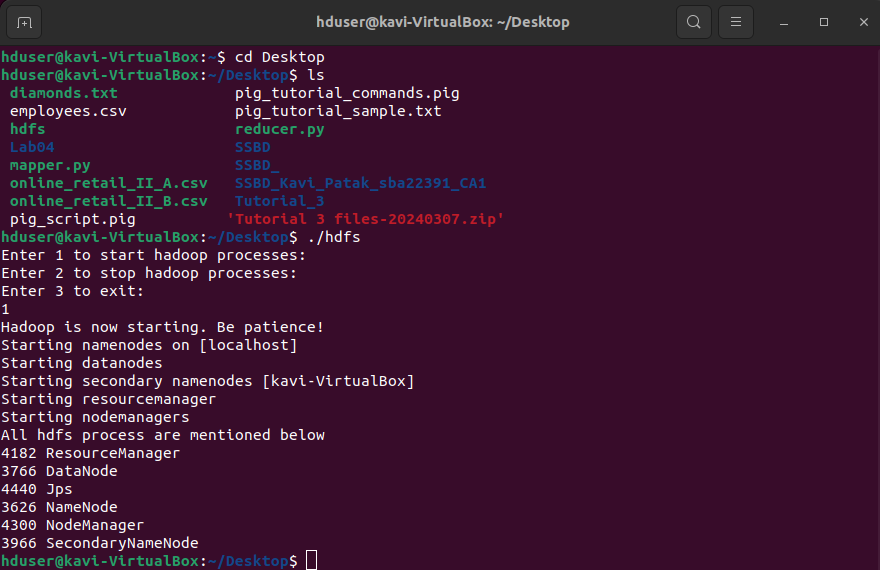 hduser@kavi-VirtualBox: ~/Desktop
hduser@kavi-VirtualBox:~$ cd Desktop
hduser@kavi-VirtualBox:~/Desktop$ ls
diamonds.txt pig_tutorial_commands.pig
employees.csv pig_tutorial_sample.txt
hdfs reducer.py
Lab04 SSBD
mapper.py SSBD_
online_retail_II_A.csv SSBD_Kavi_Patak_sba22391_CA1
online_retail_II_B.csv Tutorial_3
pig_script.pig 'Tutorial 3 files-20240307.zip'
hduser@kavi-VirtualBox:~/Desktop$ ./hdfs
Enter 1 to start hadoop processes:
Enter 2 to stop hadoop processes:
Enter 3 to exit:
1
Hadoop is now starting. Be patience!
Starting namenodes on [localhost]
Starting datanodes
Starting secondary namenodes [kavi-VirtualBox]
Starting resourcemanager
Starting nodemanagers
All hdfs process are mentioned below
4182 ResourceManager
3766 DataNode
4440 Jps
3626 NameNode
4300 NodeManager
3966 SecondaryNameNode
hduser@kavi-VirtualBox:~/Desktop$